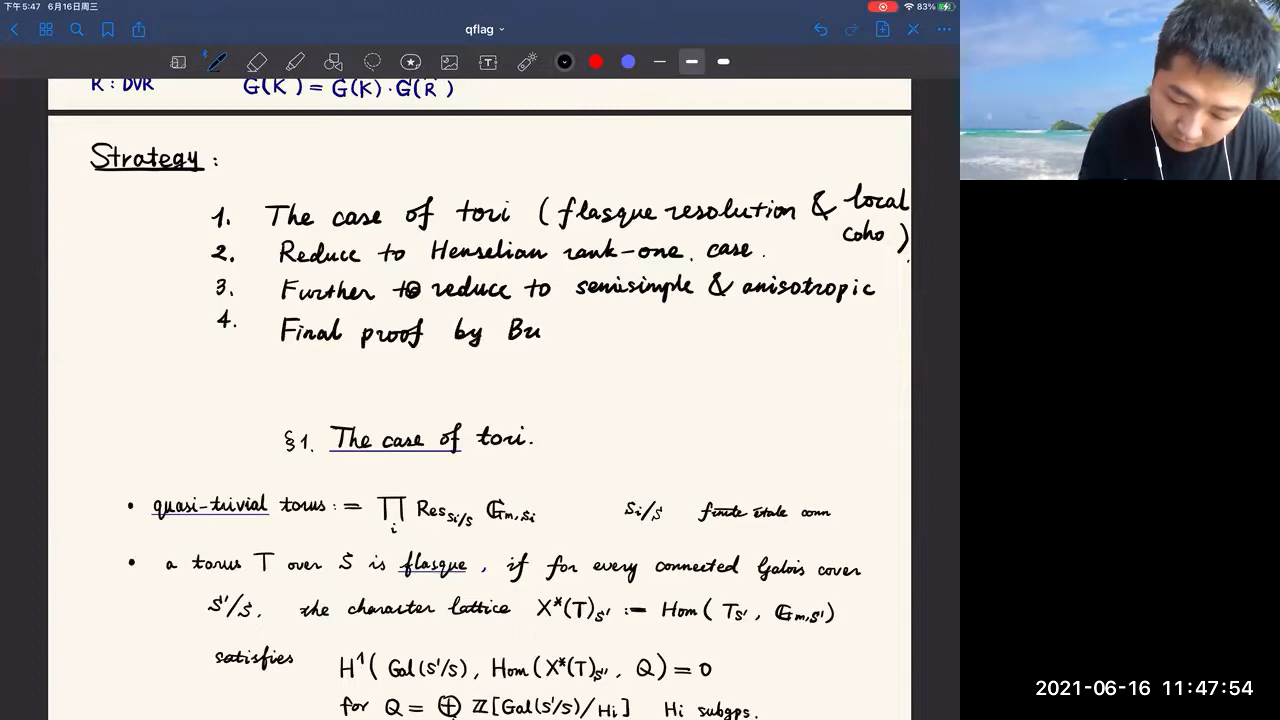 下午5:47 6月16日周三
83%
qflag
R : DVR G(K) = G(K) · G(R)
Strategy :
1. The case of tori ( flasque resolution & local coho )
2. Reduce to Henselian rank-one case.
3. Further to reduce to semisimple & anisotropic
4. Final proof by Bu
§1. The case of tori.
• quasi-trivial torus := ∏_i Res_{Si/S} G_{m,Si} Si/S finite étale conn
• a torus T over S is flasque, if for every connected Galois cover
S'/S, the character lattice X*(T)_{S'} := Hom( T_{S'}, G_{m,S'})
satisfies H^1( Gal(S'/S), Hom(X*(T)_{S'}, Q) = 0
for Q = ⊕ Z[Gal(S'/S)/Hi] Hi subgps.
2021-06-16 11:47:54